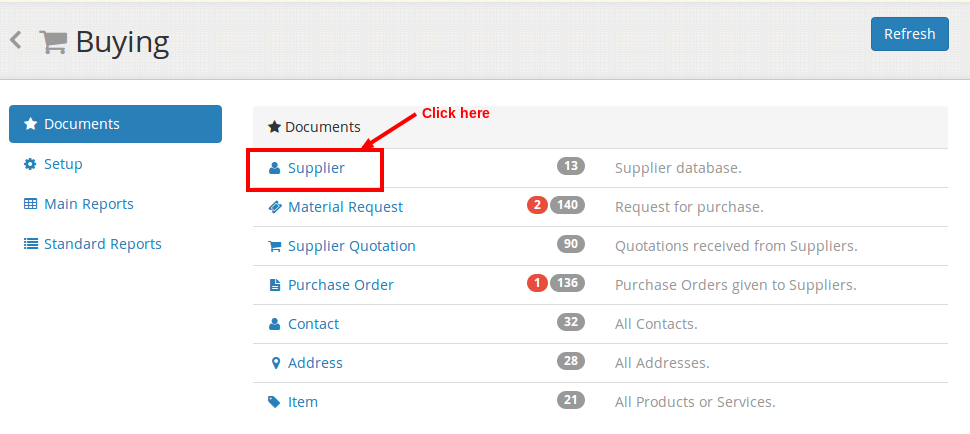 Buying
Refresh
Documents
Setup
Main Reports
Standard Reports
Click here
Documents
Supplier 13 Supplier database.
Material Request 2 140 Request for purchase.
Supplier Quotation 90 Quotations received from Suppliers.
Purchase Order 1 136 Purchase Orders given to Suppliers.
Contact 32 All Contacts.
Address 28 All Addresses.
Item 21 All Products or Services.